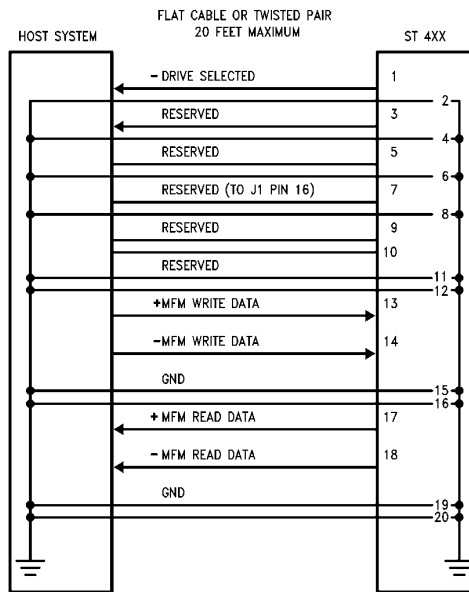 FLAT CABLE OR TWISTED PAIR
20 FEET MAXIMUM
HOST SYSTEM
ST 4XX
- DRIVE SELECTED
1
2
RESERVED
3
4
RESERVED
5
6
RESERVED (TO J1 PIN 16)
7
8
RESERVED
9
10
RESERVED
11
12
+MFM WRITE DATA
13
-MFM WRITE DATA
14
GND
15
16
+ MFM READ DATA
17
- MFM READ DATA
18
GND
19
20